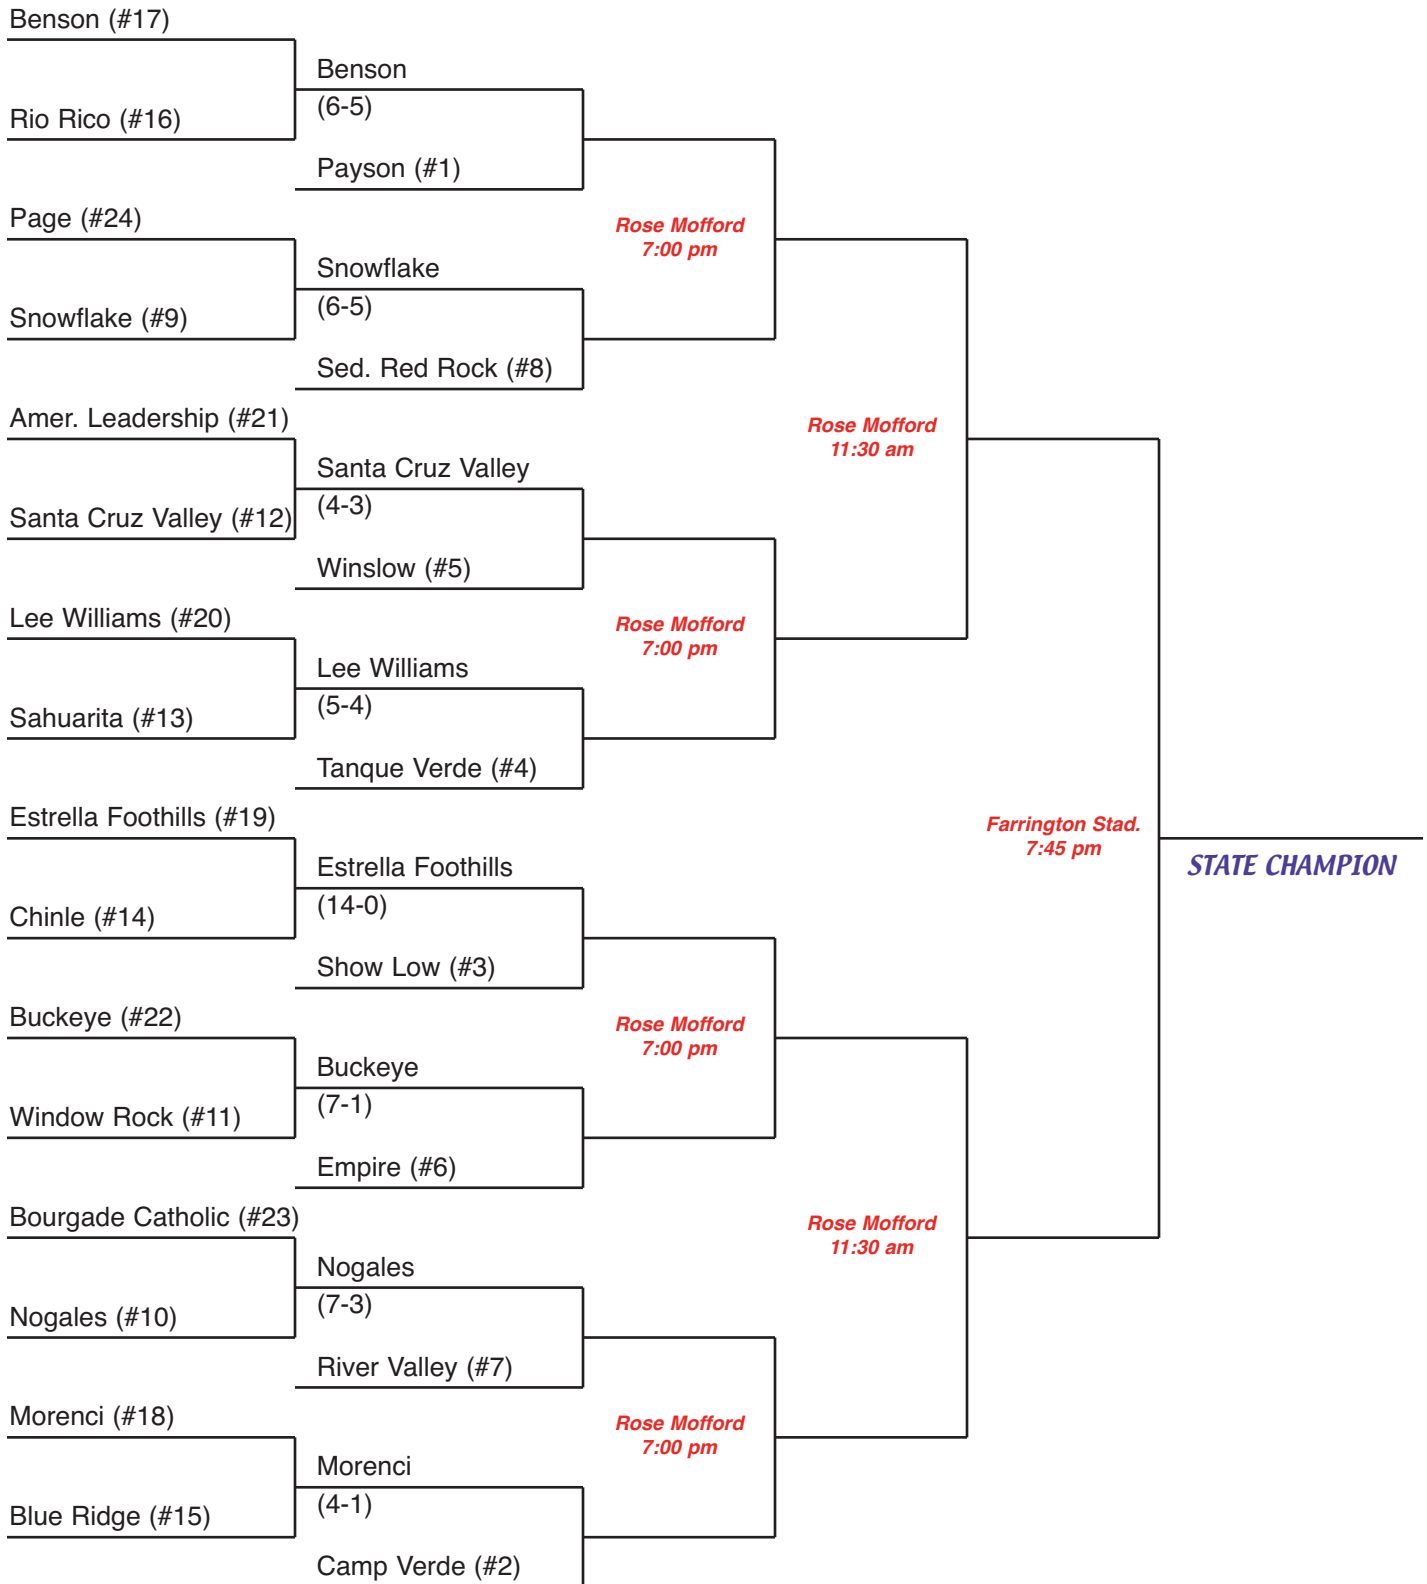 Benson (#17)
Benson
(6-5)
Rio Rico (#16)
Payson (#1)
Page (#24)
Rose Mofford
7:00 pm
Snowflake
(6-5)
Snowflake (#9)
Sed. Red Rock (#8)
Amer. Leadership (#21)
Rose Mofford
11:30 am
Santa Cruz Valley
(4-3)
Santa Cruz Valley (#12)
Winslow (#5)
Lee Williams (#20)
Rose Mofford
7:00 pm
Lee Williams
(5-4)
Sahuarita (#13)
Tanque Verde (#4)
Estrella Foothills (#19)
Farrington Stad.
7:45 pm
STATE CHAMPION
Estrella Foothills
(14-0)
Chinle (#14)
Show Low (#3)
Buckeye (#22)
Rose Mofford
7:00 pm
Buckeye
(7-1)
Window Rock (#11)
Empire (#6)
Bourgade Catholic (#23)
Rose Mofford
11:30 am
Nogales
(7-3)
Nogales (#10)
River Valley (#7)
Morenci (#18)
Rose Mofford
7:00 pm
Morenci
(4-1)
Blue Ridge (#15)
Camp Verde (#2)